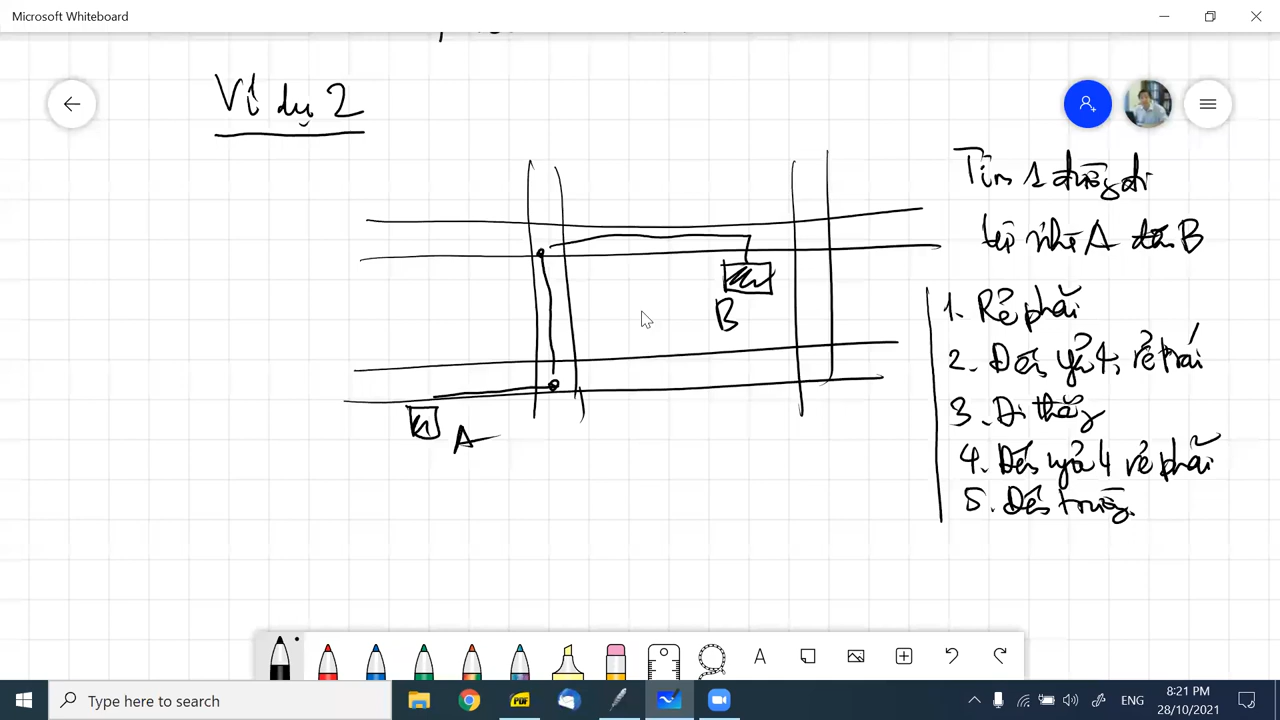 Microsoft Whiteboard
Ví dụ 2
Tìm 1 đường đi
từ nhà A đến B
1. Rẽ phải
2. Đến ngã 4, rẽ trái
3. Đi thẳng
4. Đến ngã 4 rẽ phải
5. Đến trường.
B
A
A
Type here to search
PDF
ENG
8:21 PM
28/10/2021